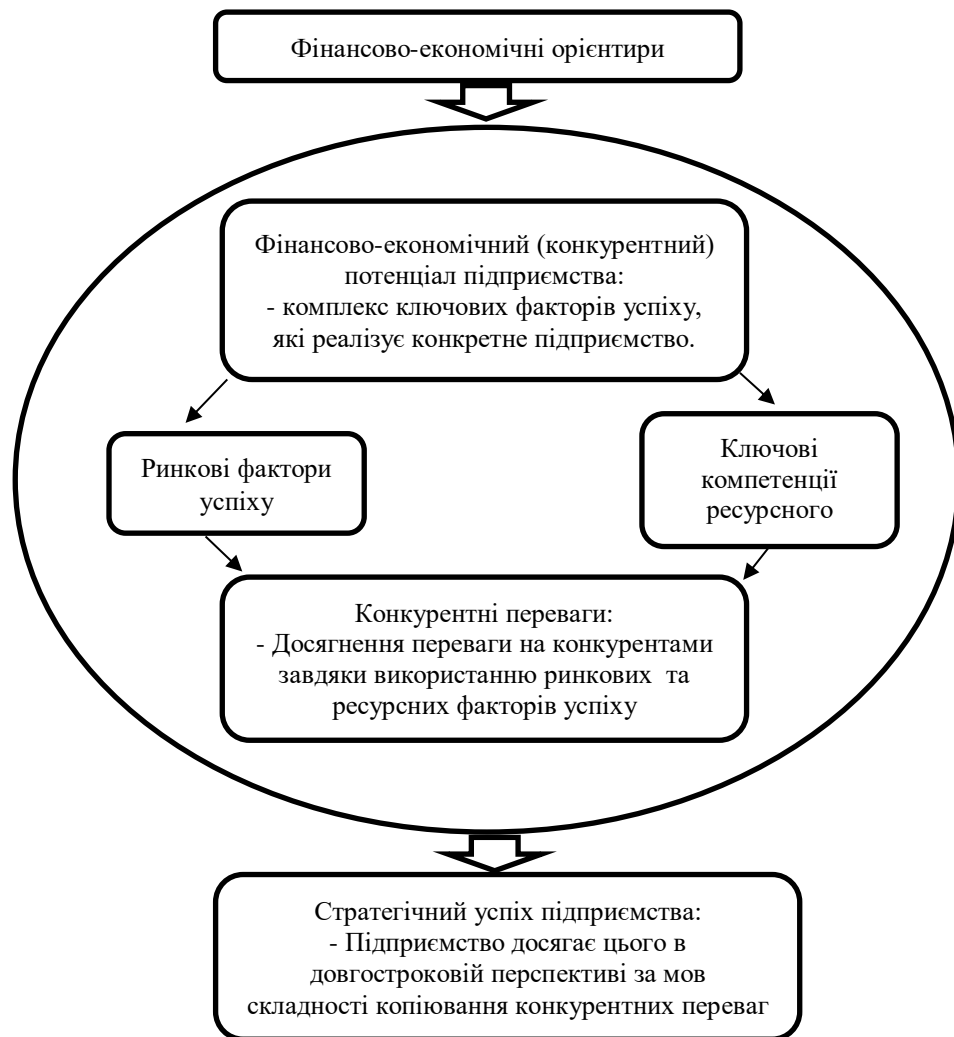 Фінансово-економічні орієнтири
Фінансово-економічний (конкурентний)
потенціал підприємства:
- комплекс ключових факторів успіху,
які реалізує конкретне підприємство.
Ринкові фактори
успіху
Ключові
компетенції
ресурсного
Конкурентні переваги:
- Досягнення переваги на конкурентами
завдяки використанню ринкових та
ресурсних факторів успіху
Стратегічний успіх підприємства:
- Підприємство досягає цього в
довгостроковій перспективі за мов
складності копіювання конкурентних переваг